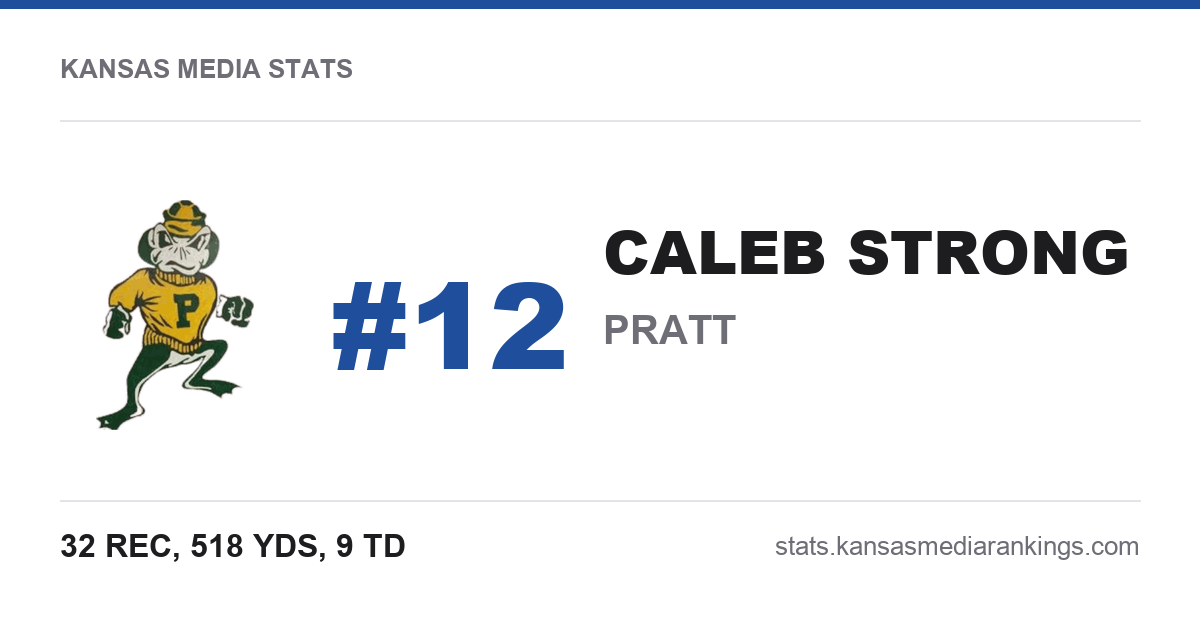 KANSAS MEDIA STATS
P
#12
CALEB STRONG
PRATT
32 REC, 518 YDS, 9 TD
stats.kansasmediarankings.com